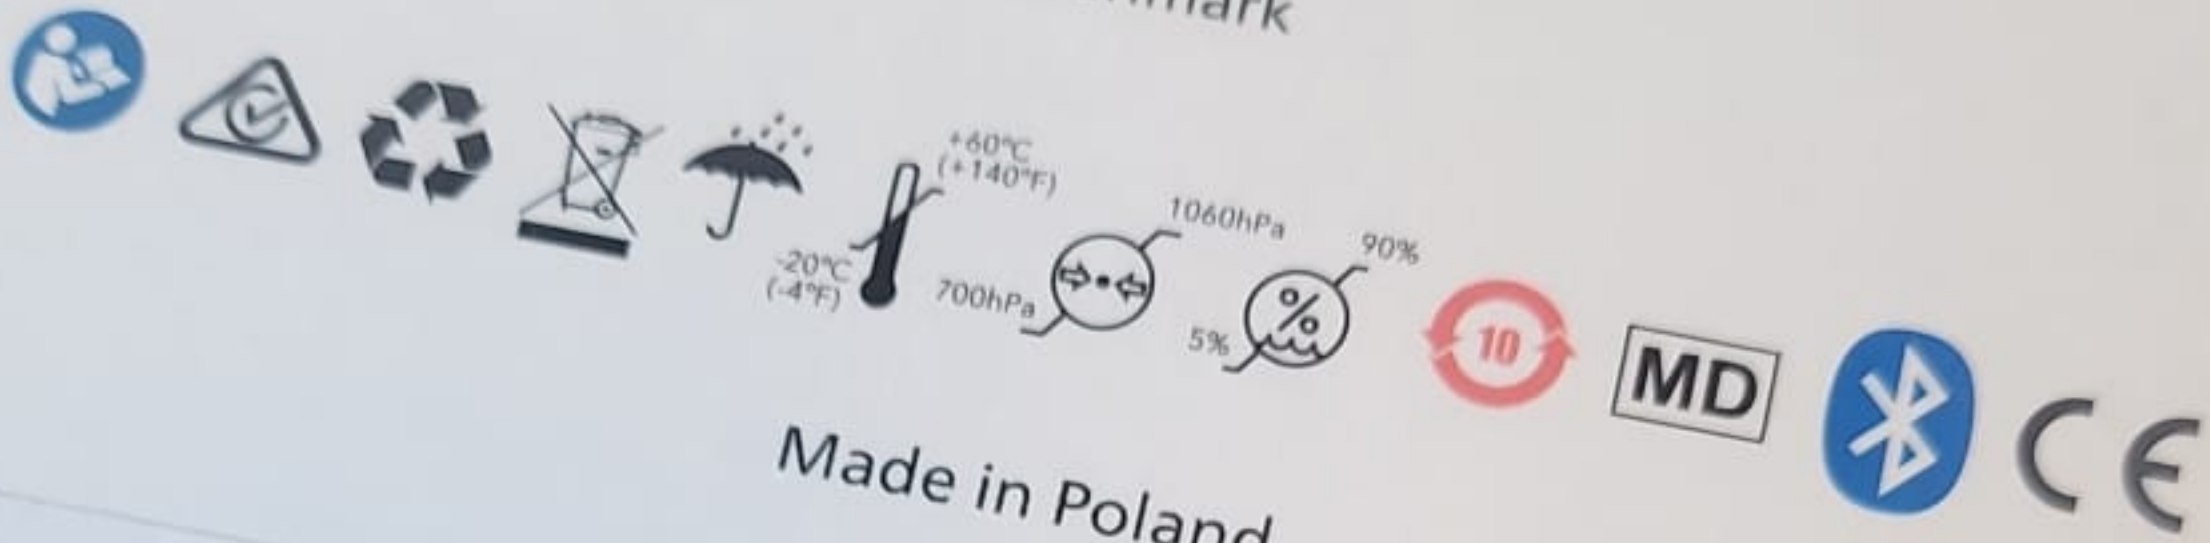 +60°C
(+140°F)
-20°C
(-4°F)
1060hPa
700hPa
90%
%
5%
10
MD
CE
Made in Poland